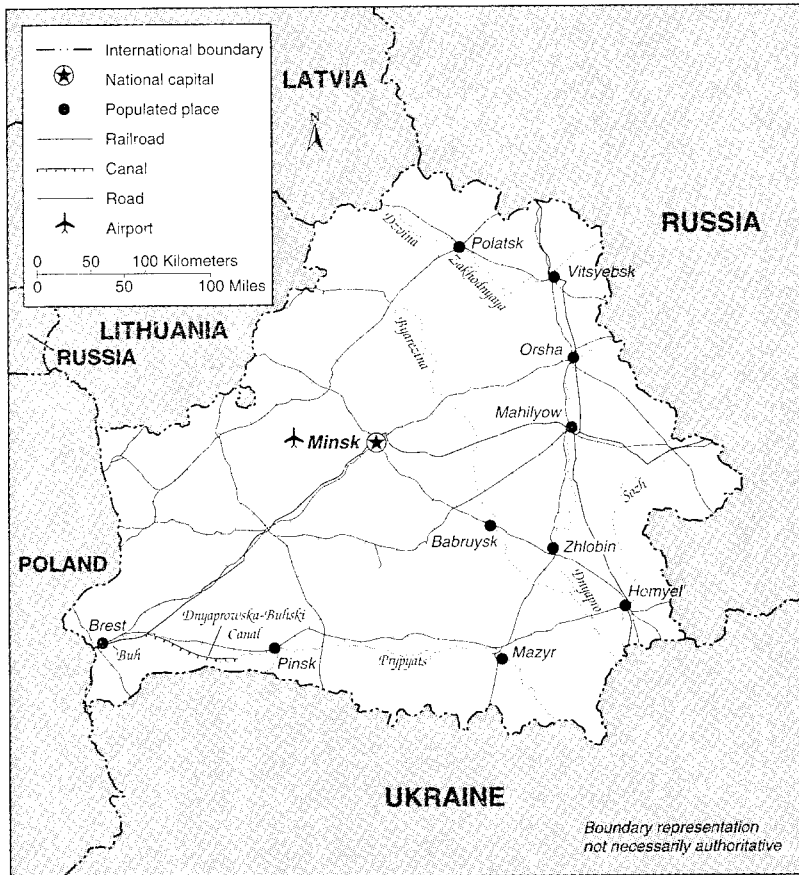 International boundary
National capital
Populated place
Railroad
Canal
Road
Airport
0 50 100 Kilometers
0 50 100 Miles
LATVIA
N
RUSSIA
Dzvina
Polatsk
Zakhodnyaya
Vitsyebsk
LITHUANIA
RUSSIA
Byarezina
Orsha
Mahilyow
Minsk
Sozh
Babruysk
Zhlobin
POLAND
Dnyapro
Homyel'
Dnyaprowska-Buhski
Canal
Brest
Buh
Pinsk
Prypyats
Mazyr
UKRAINE
Boundary representation
not necessarily authoritative